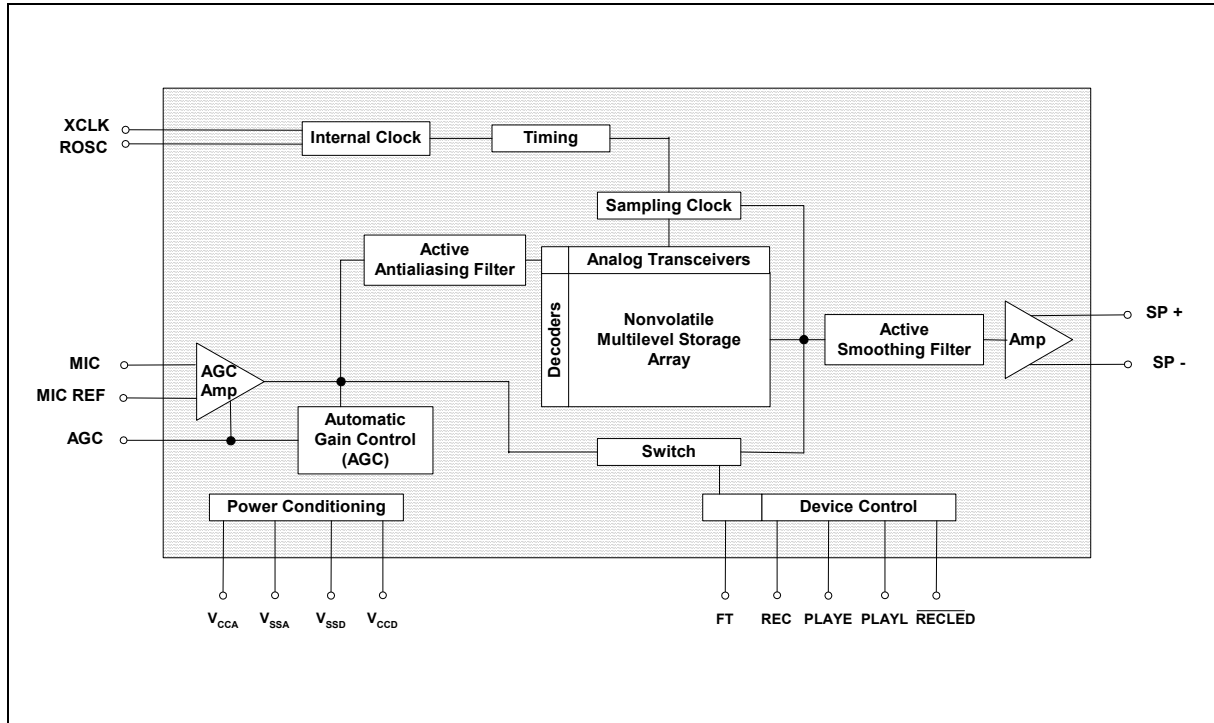 XCLK
ROSC
Internal Clock
Timing
Sampling Clock
Active
Antialiasing Filter
Analog Transceivers
Decoders
Nonvolatile
Multilevel Storage
Array
Active
Smoothing Filter
Amp
SP +
SP -
MIC
MIC REF
AGC
AGC
Amp
Automatic
Gain Control
(AGC)
Switch
Power Conditioning
Device Control
VCCA
VSSA
VSSD
VCCD
FT
REC
PLAYE
PLAYL
RECLED